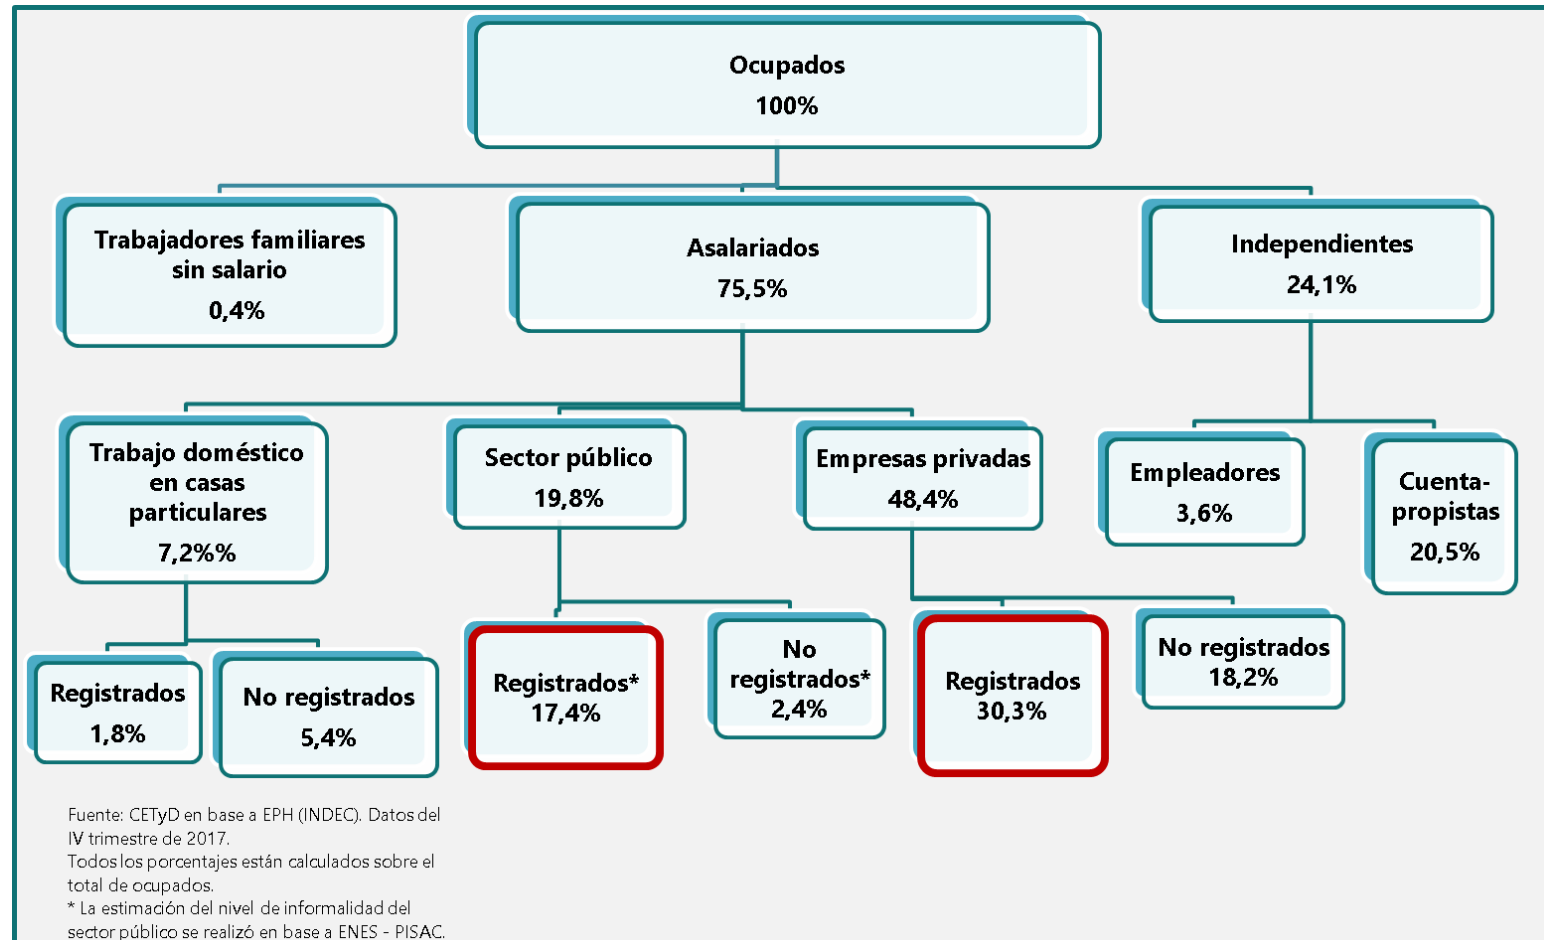 Ocupados
100%
Trabajadores familiares
sin salario
0,4%
Asalariados
75,5%
Independientes
24,1%
Trabajo doméstico
en casas
particulares
7,2%%
Sector público
19,8%
Empresas privadas
48,4%
Empleadores
3,6%
Cuenta-
propistas
20,5%
Registrados
1,8%
No registrados
5,4%
Registrados*
17,4%
No
registrados*
2,4%
Registrados
30,3%
No registrados
18,2%
Fuente: CETyD en base a EPH (INDEC). Datos del
IV trimestre de 2017.
Todos los porcentajes están calculados sobre el
total de ocupados.
* La estimación del nivel de informalidad del
sector público se realizó en base a ENES - PISAC.